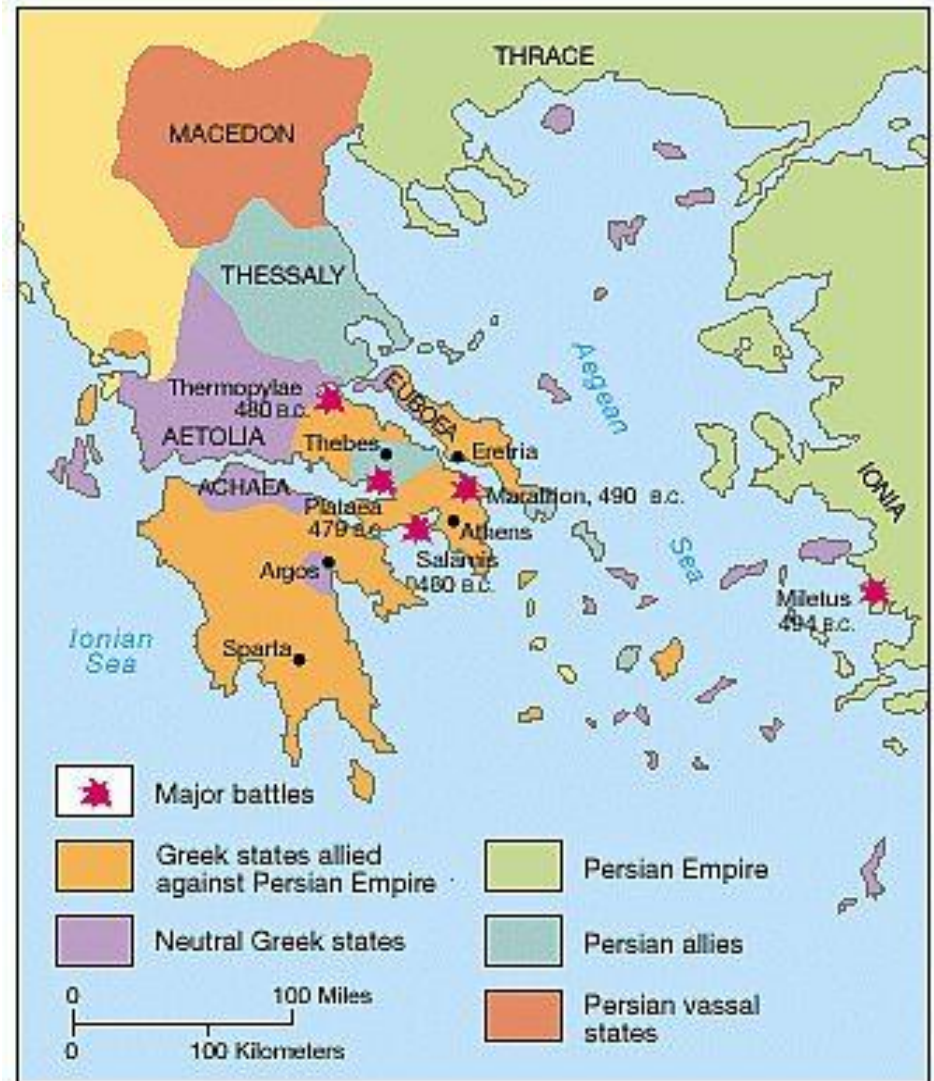 THRACE
MACEDON
THESSALY
Aegean
Sea
Thermopylae
480 B.C.
EUBOEA
AETOLIA
Thebes
Eretria
IONIA
ACHAEA
Plataea
479 B.C.
Marathon, 490 B.C.
Athens
Salamis
480 B.C.
Argos
Miletus
494 B.C.
Ionian
Sea
Sparta
Major battles
Greek states allied
against Persian Empire
Neutral Greek states
Persian Empire
Persian allies
Persian vassal
states
0 100 Miles
0 100 Kilometers